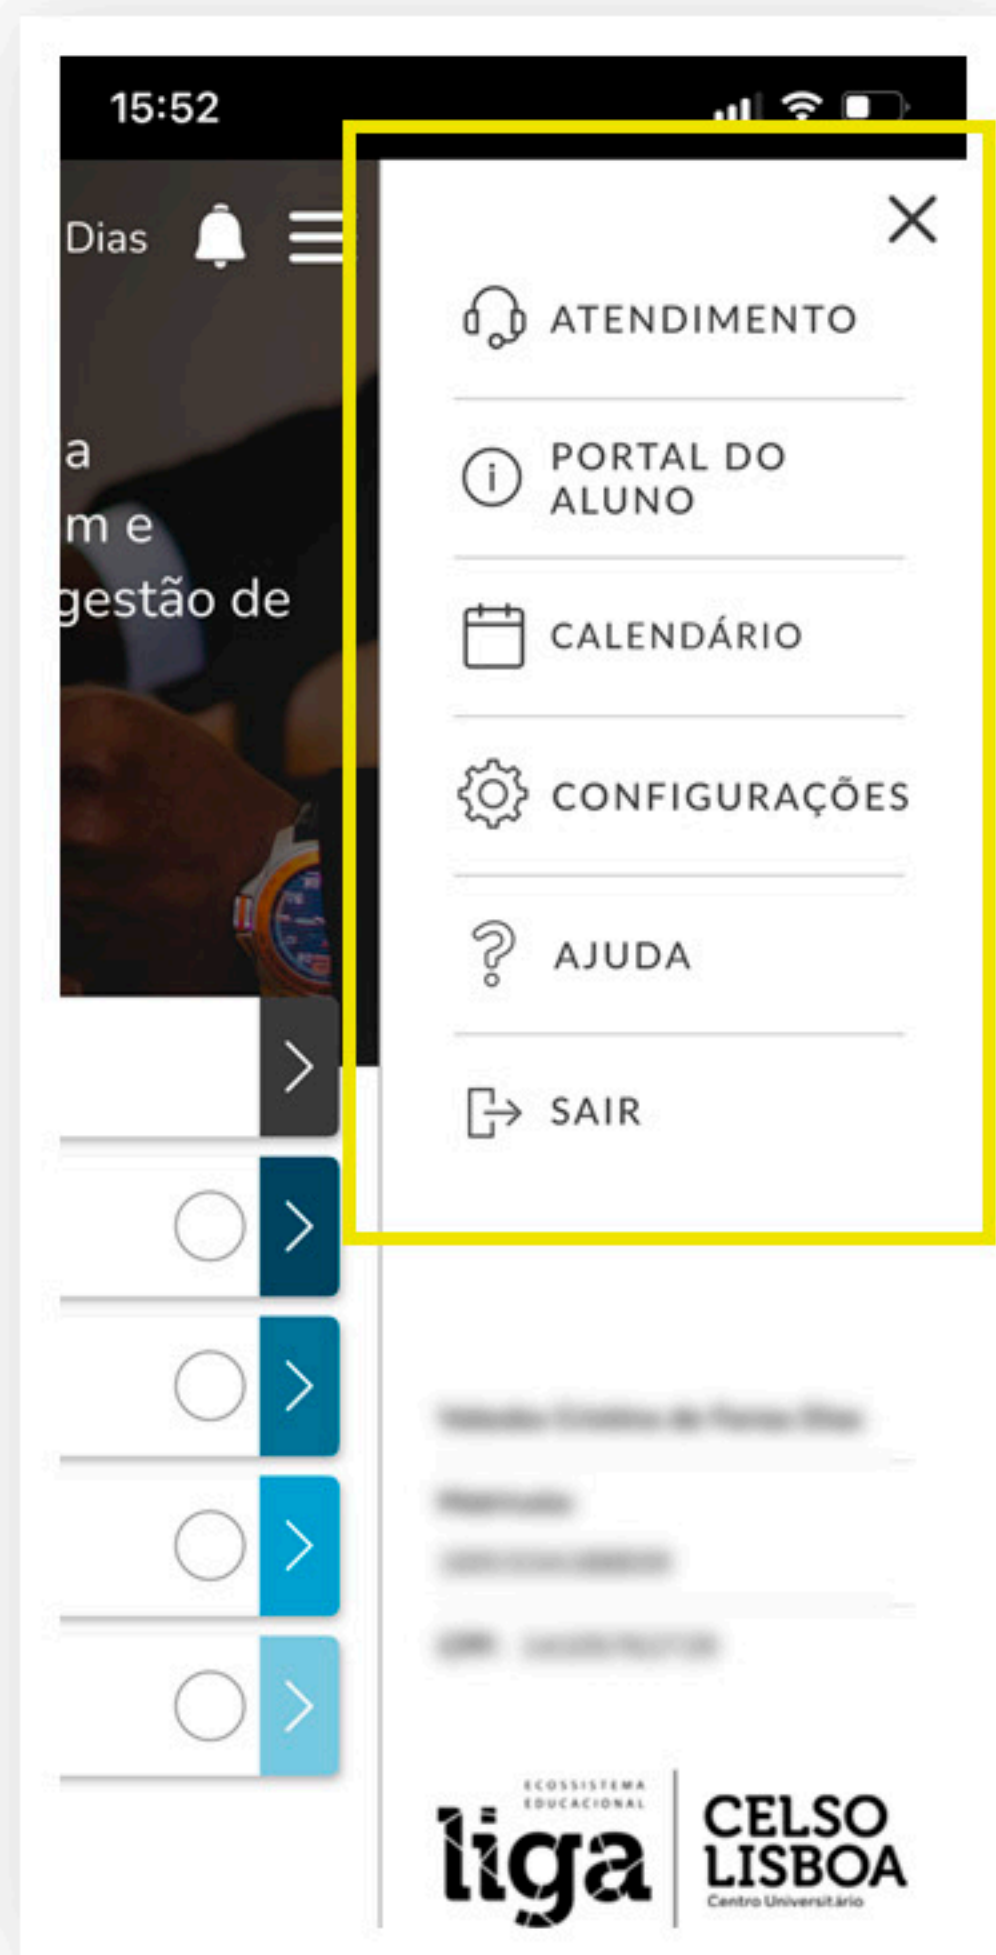 15:52
Dias
a
m e
gestão de
ATENDIMENTO
PORTAL DO
ALUNO
CALENDÁRIO
CONFIGURAÇÕES
AJUDA
SAIR
ECOSSISTEMA
EDUCACIONAL
liga
CELSO
LISBOA
Centro Universitário